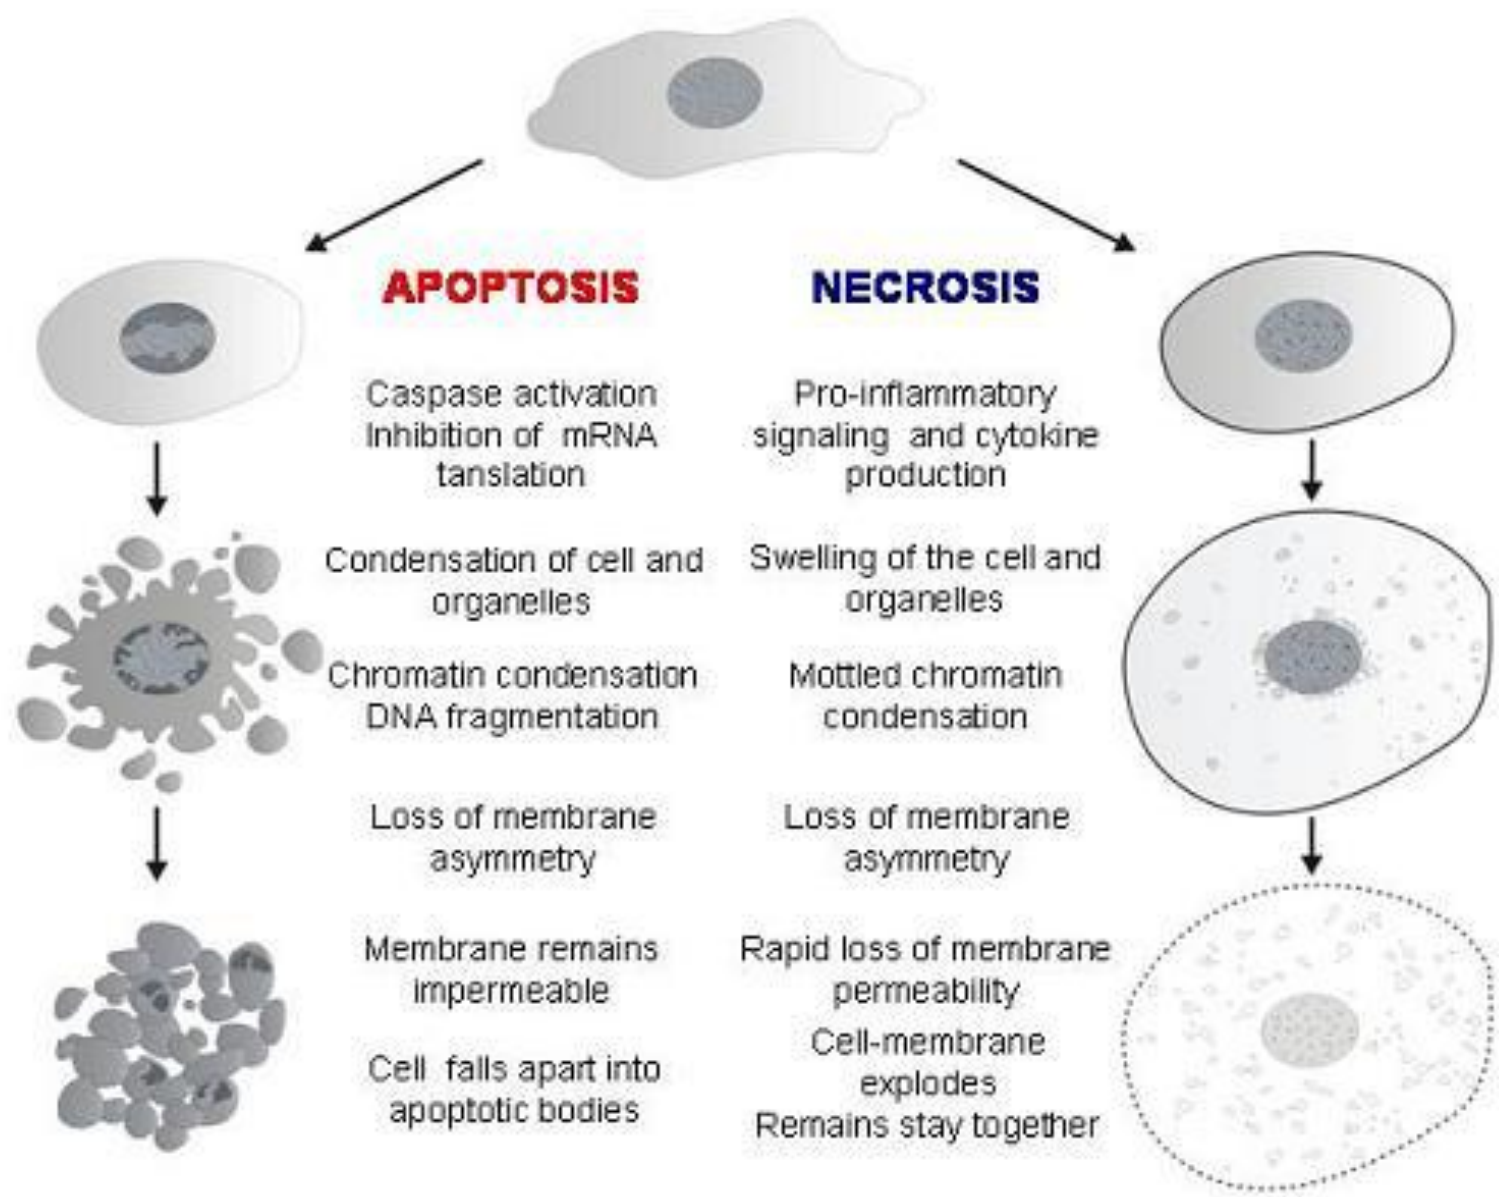 APOPTOSIS
Caspase activation
Inhibition of mRNA
tanslation
Condensation of cell and
organelles
Chromatin condensation
DNA fragmentation
Loss of membrane
asymmetry
Membrane remains
impermeable
Cell falls apart into
apoptotic bodies
NECROSIS
Pro-inflammatory
signaling and cytokine
production
Swelling of the cell and
organelles
Mottled chromatin
condensation
Loss of membrane
asymmetry
Rapid loss of membrane
permeability
Cell-membrane
explodes
Remains stay together